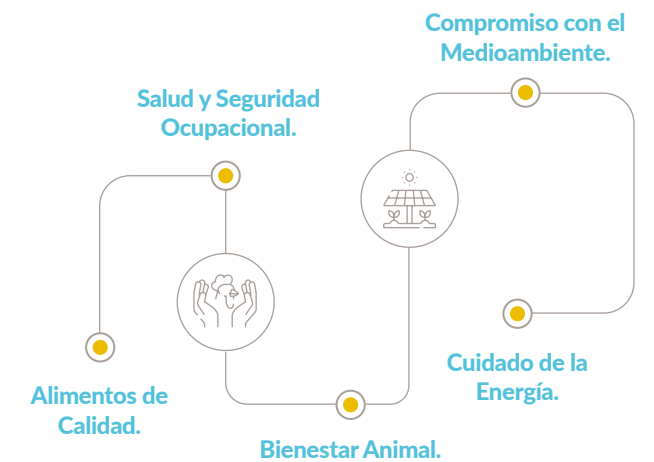 Compromiso con el
Medioambiente.
Salud y Seguridad
Ocupacional.
Cuidado de la
Energía.
Alimentos de
Calidad.
Bienestar Animal.